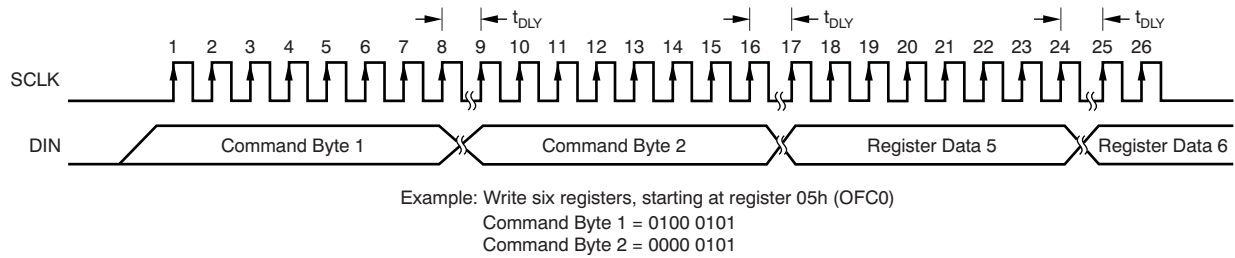 tDLY tDLY tDLY
1 2 3 4 5 6 7 8 9 10 11 12 13 14 15 16 17 18 19 20 21 22 23 24 25 26
SCLK
DIN Command Byte 1 Command Byte 2 Register Data 5 Register Data 6
Example: Write six registers, starting at register 05h (OFC0)
Command Byte 1 = 0100 0101
Command Byte 2 = 0000 0101